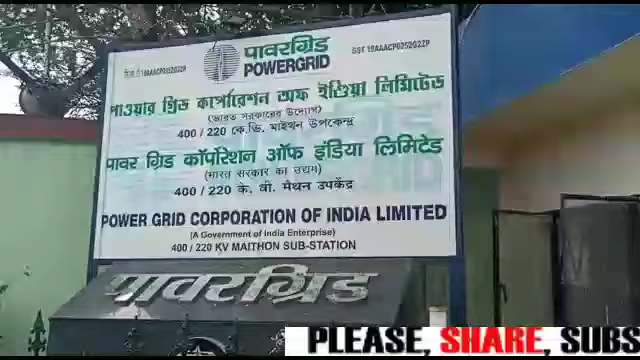 पावरग्रिड
POWERGRID
পাওয়ার গ্রিড কর্পোরেশন অফ ইণ্ডিয়া লিমিটেড
(ভারত সরকারের উদ্যোগ)
400 / 220 কে.ভি. মাইথন উপকেন্দ্র
पावर ग्रिड कॉर्पोरेशन ऑफ इंडिया लिमिटेड
(भारत सरकार का उद्यम)
400 / 220 के. वी. मैथन उपकेंद्र
POWER GRID CORPORATION OF INDIA LIMITED
(A Government of India Enterprise)
400 / 220 KV MAITHON SUB-STATION
पावरग्रिड
PLEASE, SHARE, SUBS